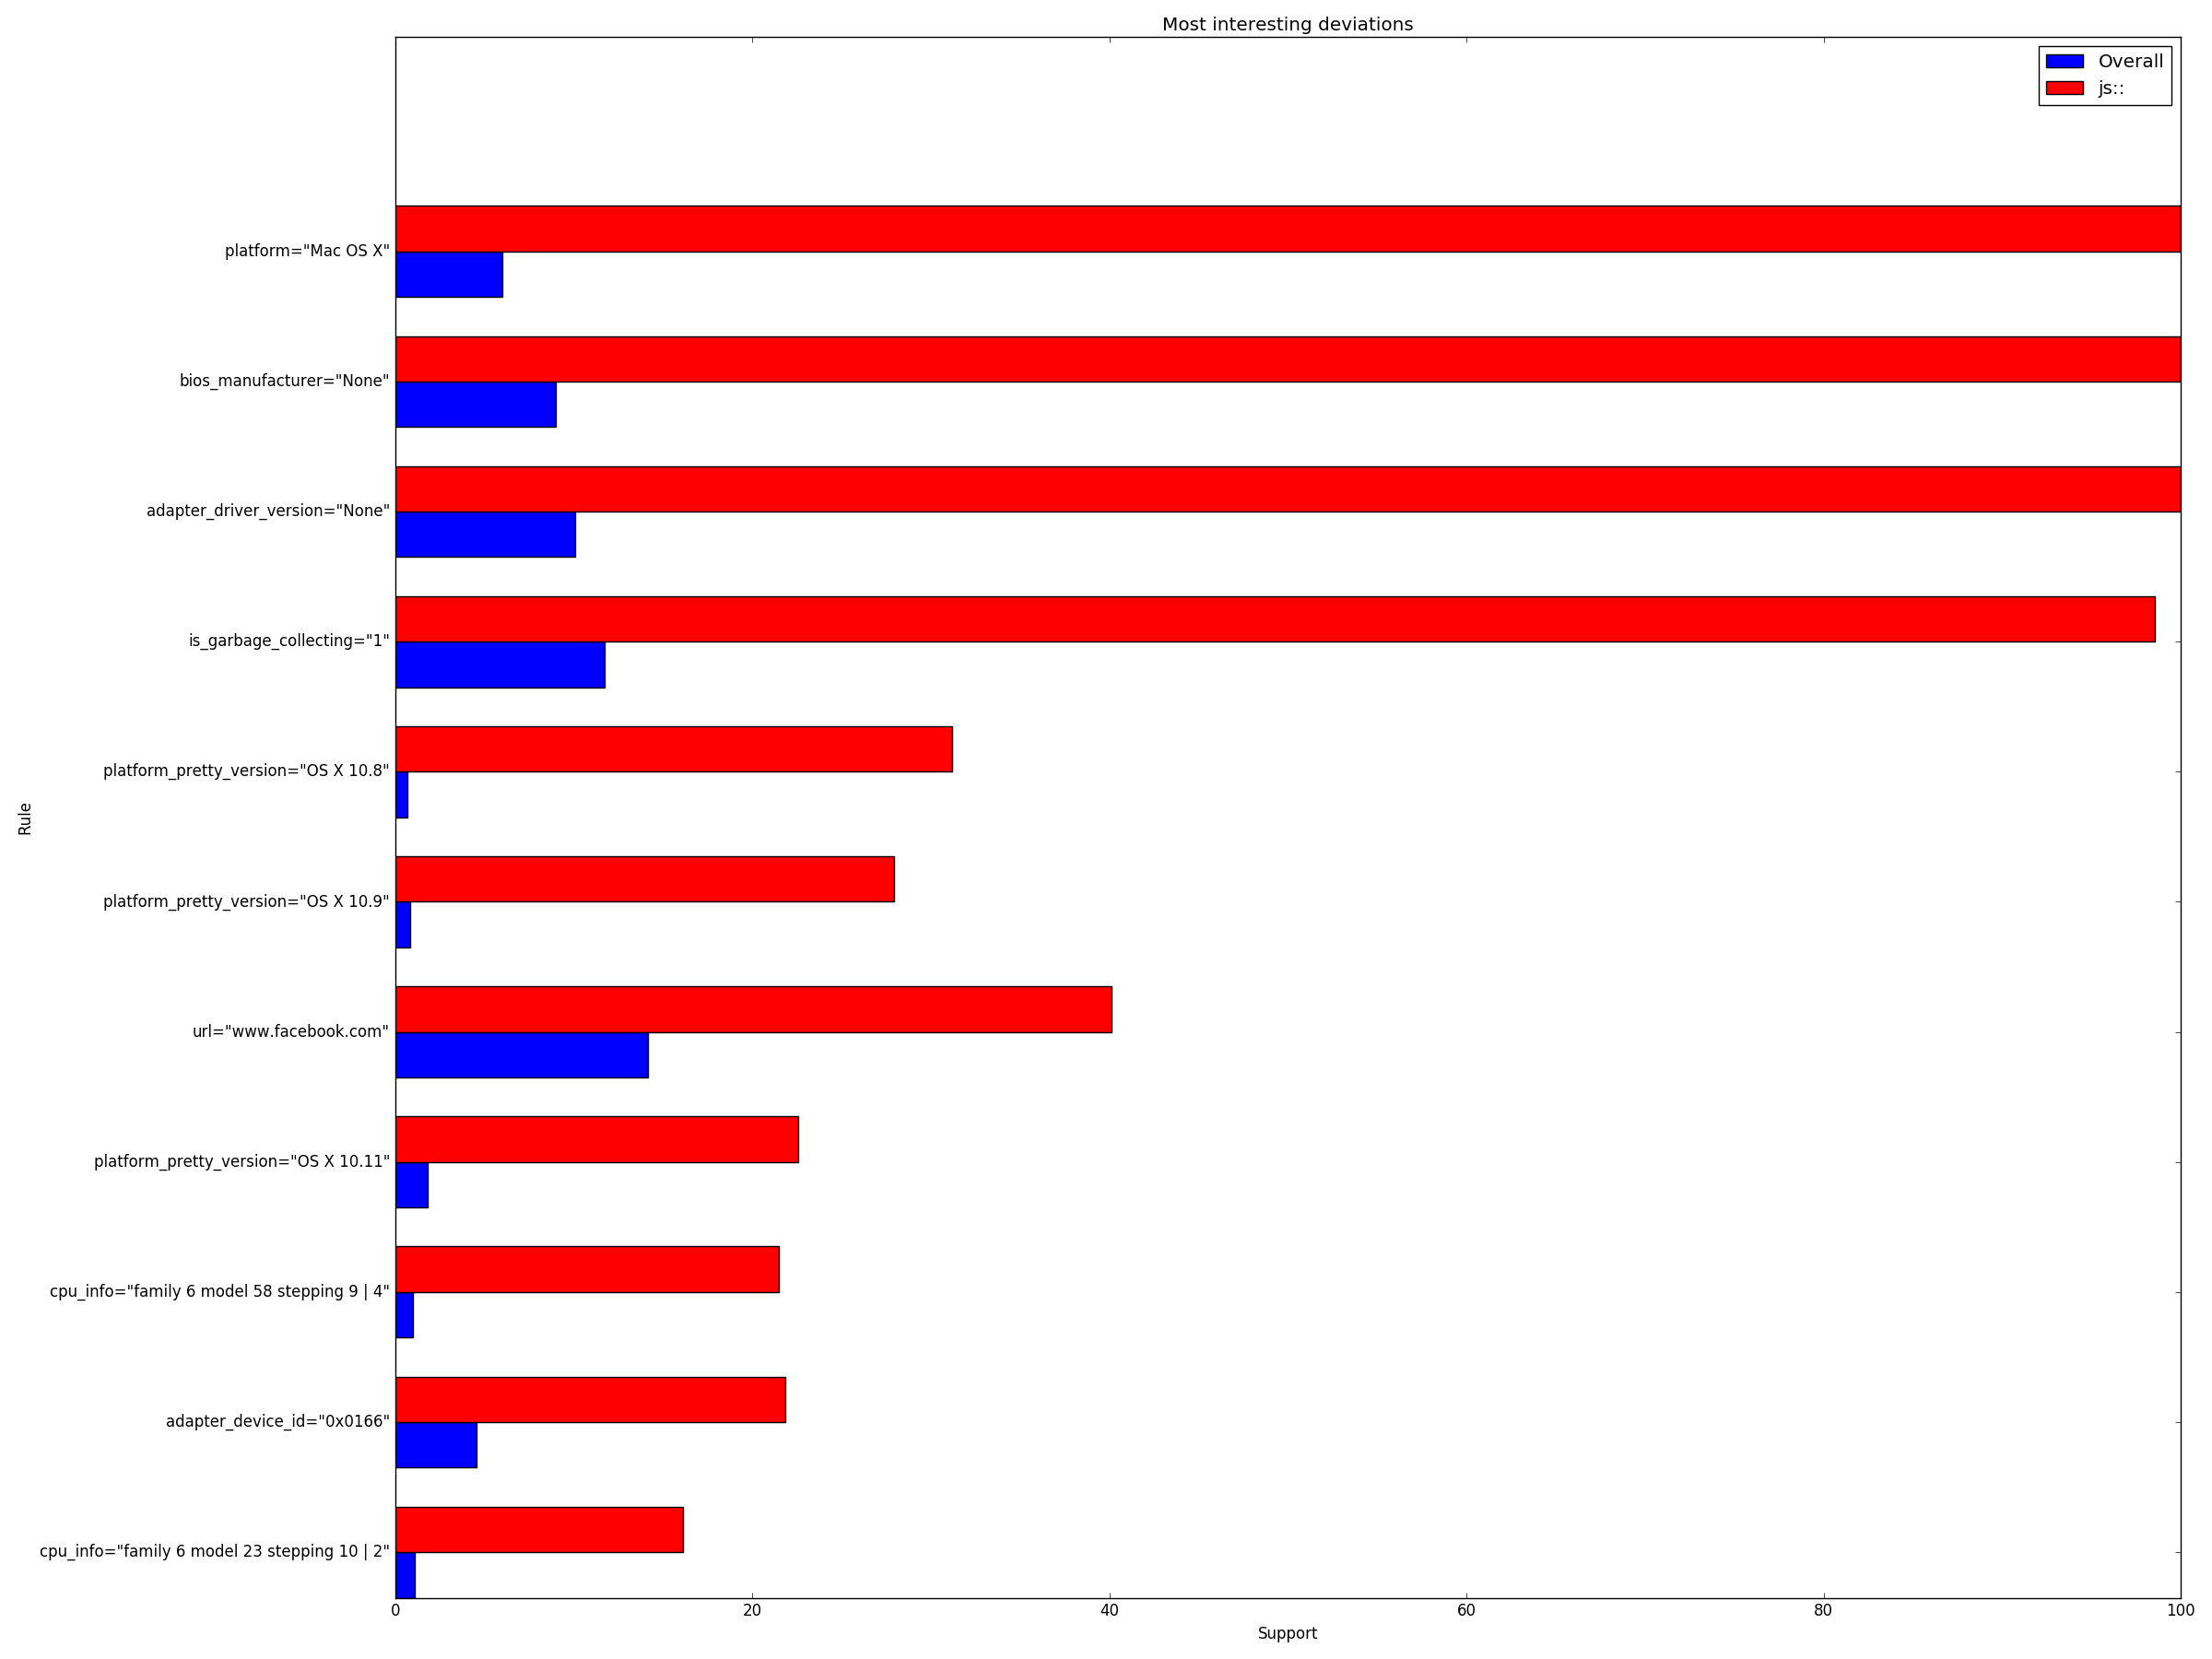 Most interesting deviations
Overall
js::
platform="Mac OS X"
bios_manufacturer="None"
adapter_driver_version="None"
is_garbage_collecting="1"
platform_pretty_version="OS X 10.8"
Rule
platform_pretty_version="OS X 10.9"
url="www.facebook.com"
platform_pretty_version="OS X 10.11"
cpu_info="family 6 model 58 stepping 9 | 4"
adapter_device_id="0x0166"
cpu_info="family 6 model 23 stepping 10 | 2"
0 20 40 60 80 100
Support